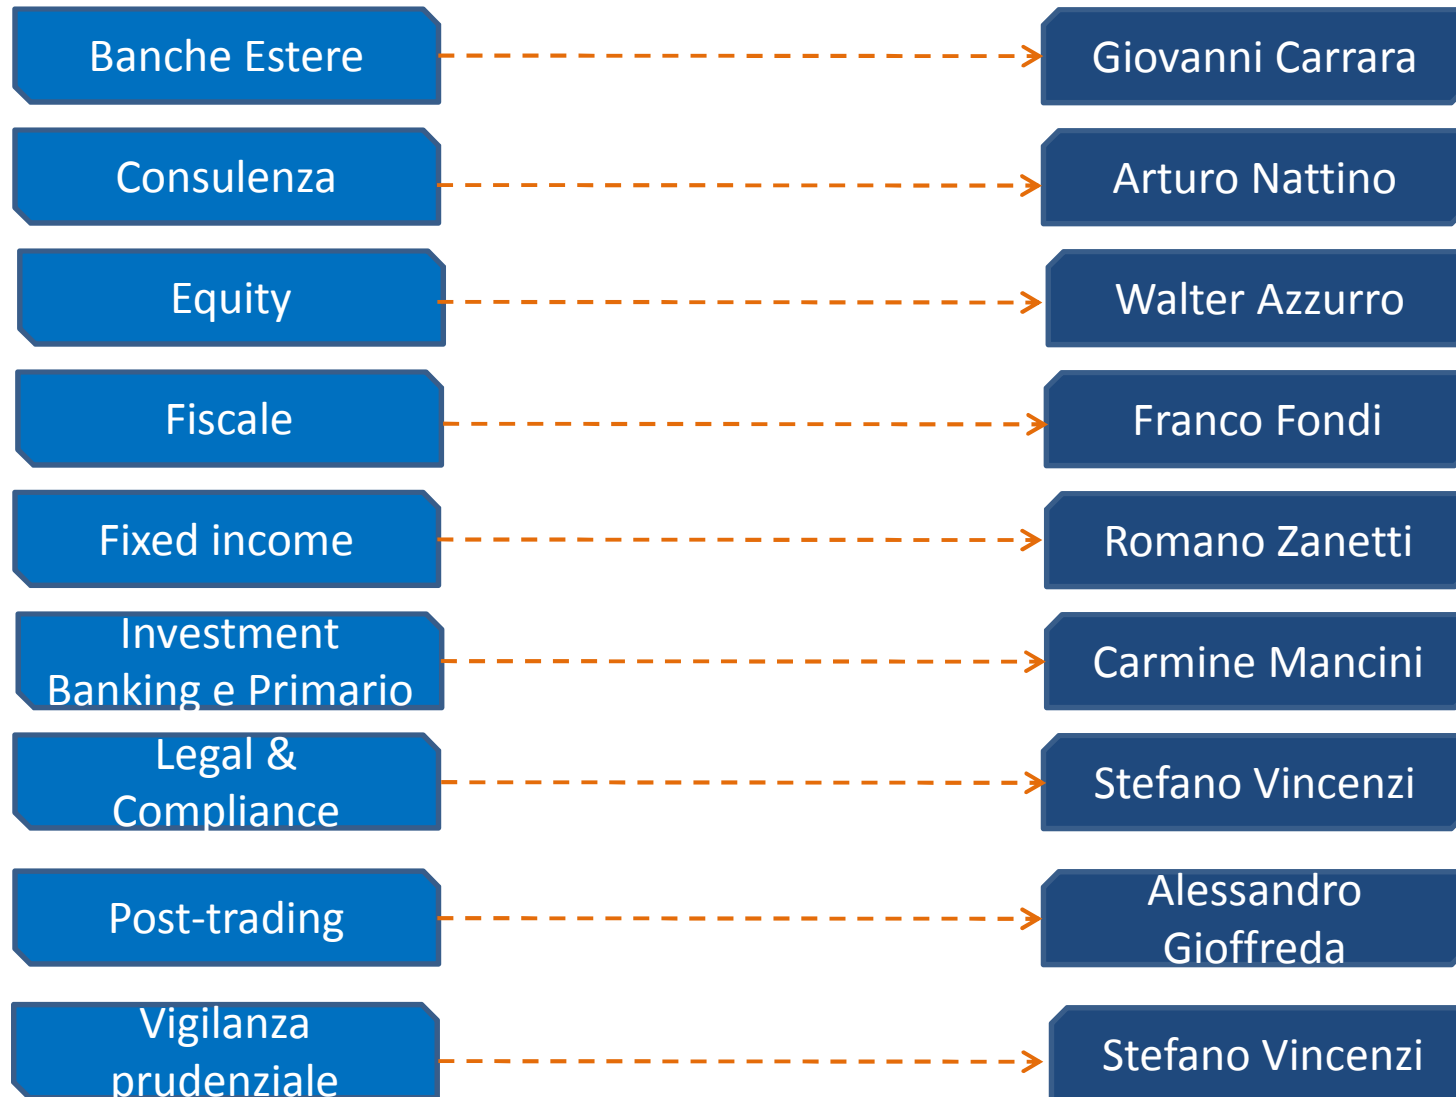 Banche Estere
Giovanni Carrara
Consulenza
Arturo Nattino
Equity
Walter Azzurro
Fiscale
Franco Fondi
Fixed income
Romano Zanetti
Investment
Banking e Primario
Carmine Mancini
Legal &
Compliance
Stefano Vincenzi
Post-trading
Alessandro
Gioffreda
Vigilanza
prudenziale
Stefano Vincenzi